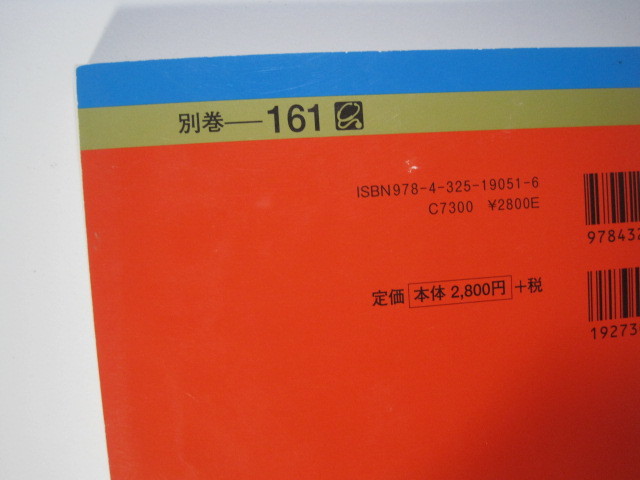 別巻―161
ISBN978-4-325-19051-6
C7300 ¥2800E
97843
定価 本体 2,800円 +税
19273